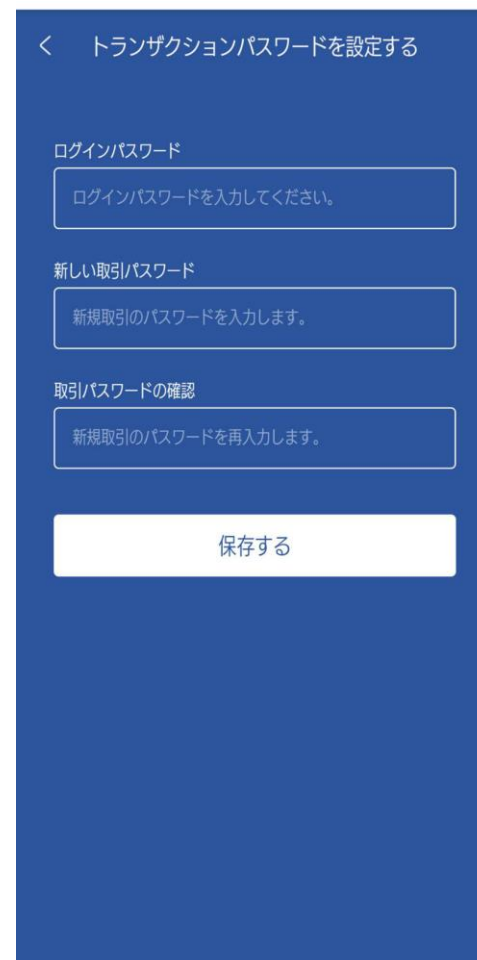 トランザクションパスワードを設定する
ログインパスワード
ログインパスワードを入力してください。
新しい取引パスワード
新規取引のパスワードを入力します。
取引パスワードの確認
新規取引のパスワードを再入力します。
保存する